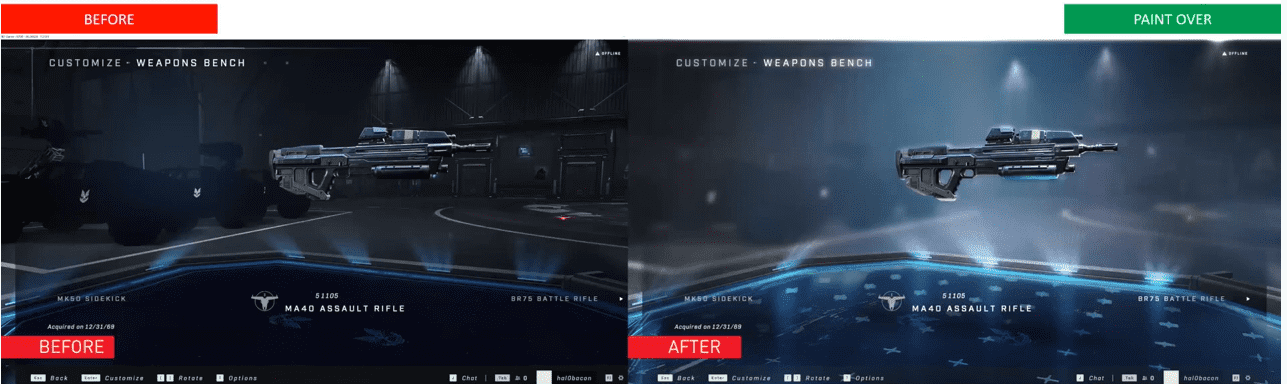 BEFORE
PAINT OVER
OFFLINE
OFFLINE
CUSTOMIZE - WEAPONS BENCH
CUSTOMIZE - WEAPONS BENCH
51105
51105
MK50 SIDEKICK
BR75 BATTLE RIFLE
MK50 SIDEKICK
BR75 BATTLE RIFLE
MA40 ASSAULT RIFLE
MA40 ASSAULT RIFLE
Acquired on 12/31/69
Acquired on 12/31/69
BEFORE
AFTER
Esc Back Enter Customize Rotate Options
Chat Tab 0 hal0bacon
Esc Back Enter Customize Rotate Options
Chat Tab 0 hal0bacon